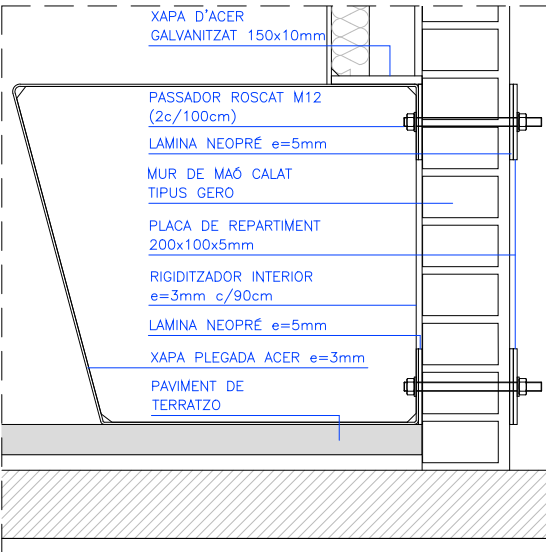 XAPA D'ACER
GALVANITZAT 150x10mm
PASSADOR ROSCAT M12
(2c/100cm)
LAMINA NEOPRÉ e=5mm
MUR DE MAÓ CALAT
TIPUS GERO
PLACA DE REPARTIMENT
200x100x5mm
RIGIDITZADOR INTERIOR
e=3mm c/90cm
LAMINA NEOPRÉ e=5mm
XAPA PLEGADA ACER e=3mm
PAVIMENT DE
TERRATZO